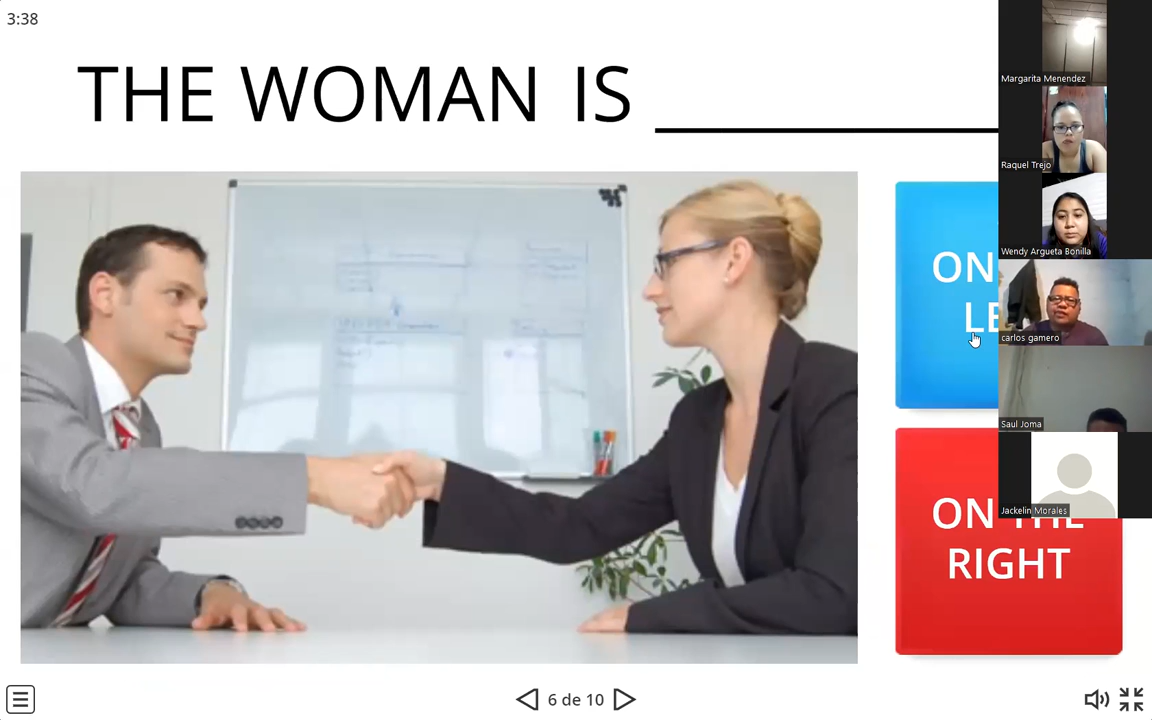 3:38
THE WOMAN IS ___________
Margarita Menendez
Raquel Trejo
Wendy Argueta Bonilla
carlos gamero
Saul Joma
Jackelin Morales
ON
LE
ON THE
RIGHT
6 de 10